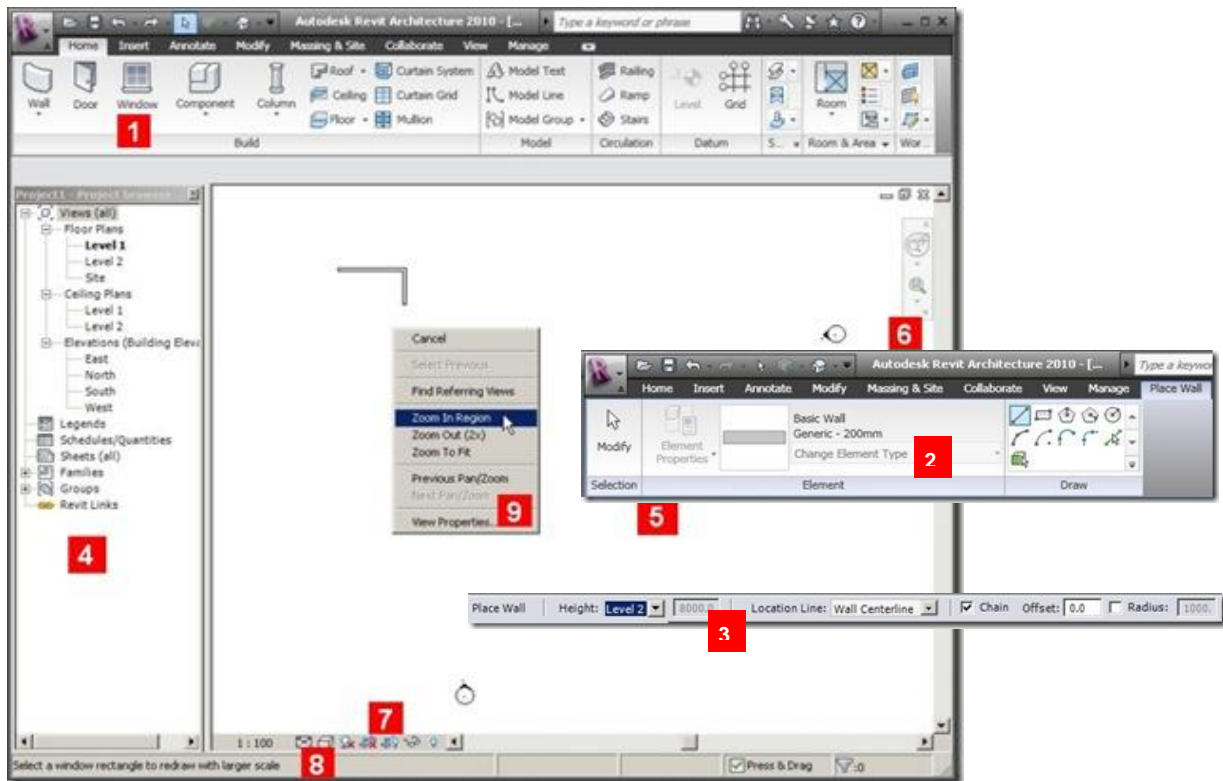 Autodesk Revit Architecture 2010 - [...
Type a keyword or phrase
Home Insert Annotate Modify Massing & Site Collaborate View Manage
Wall Door Window Component Column
Roof Curtain System
Ceiling Curtain Grid
Floor Mullion
Model Text
Model Line
Model Group
Railing
Ramp
Stairs
Level Grid
Room
1
Build Model Circulation Datum S... Room & Area Wor...
Project1 - Project browser
Views (all)
Floor Plans
Level 1
Level 2
Site
Ceiling Plans
Level 1
Level 2
Elevations (Building Eleva
East
North
South
West
Legends
Schedules/Quantities
Sheets (all)
Families
Groups
Revit Links
4
Cancel
Select Previous
Find Referring Views
Zoom In Region
Zoom Out (2x)
Zoom To Fit
Previous Pan/Zoom
Next Pan/Zoom
View Properties...
9
6
Autodesk Revit Architecture 2010 - [...
Type a keywor
Home Insert Annotate Modify Massing & Site Collaborate View Manage Place Wall
Modify
Element
Properties
Basic Wall
Generic - 200mm
Change Element Type
2
Selection Element Draw
5
Place Wall Height: Level 2 8000.0 Location Line: Wall Centerline Chain Offset: 0.0 Radius: 1000.
3
7
1 : 100
Select a window rectangle to redraw with larger scale
8
Press & Drag :0